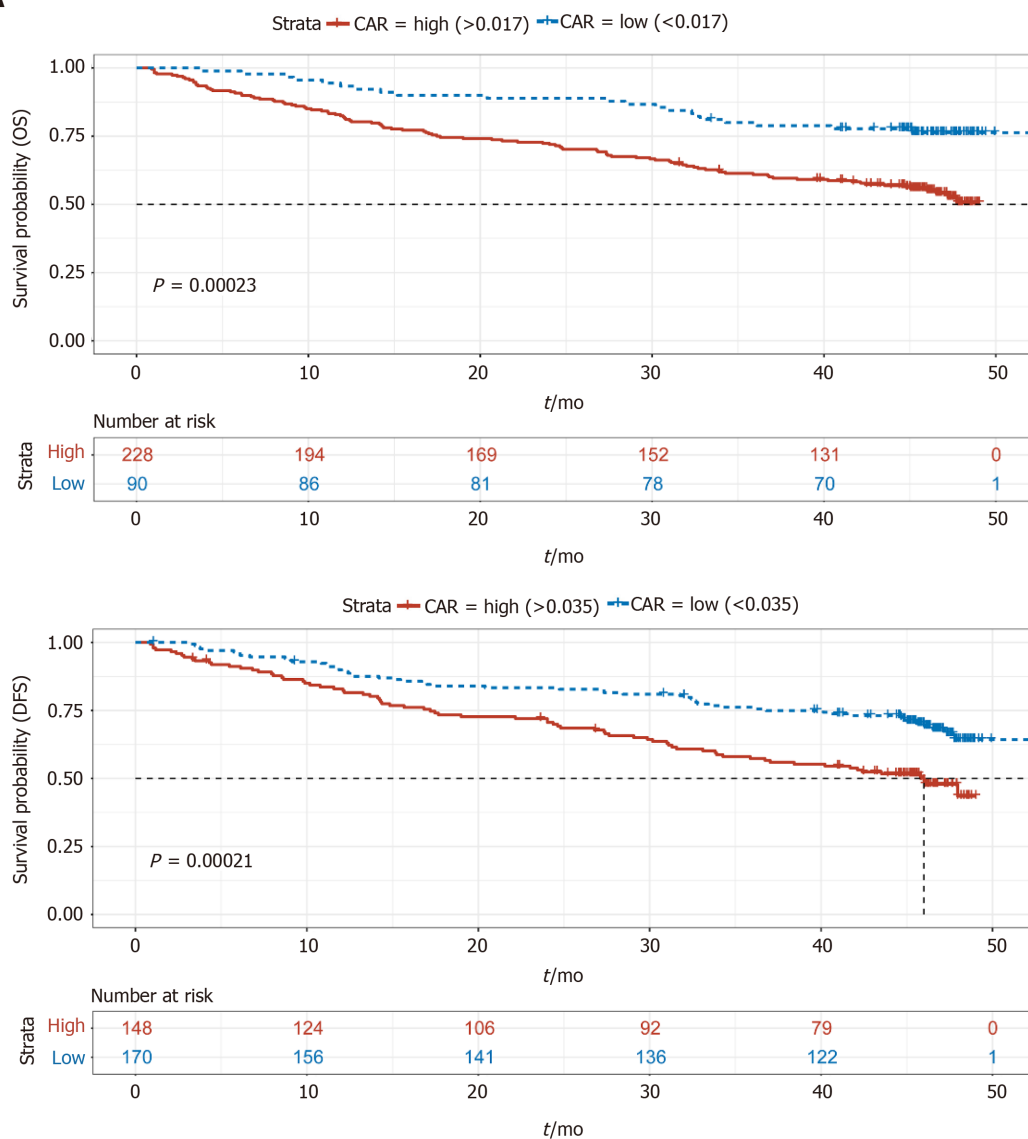 Strata CAR = high (>0.017) CAR = low (<0.017)
1.00
0.75
0.50
0.25
0.00
Survival probability (OS)
P = 0.00023
0 10 20 30 40 50
t/mo
Number at risk
Strata
High 228 194 169 152 131 0
Low 90 86 81 78 70 1
0 10 20 30 40 50
t/mo
Strata CAR = high (>0.035) CAR = low (<0.035)
1.00
0.75
0.50
0.25
0.00
Survival probability (DFS)
P = 0.00021
0 10 20 30 40 50
t/mo
Number at risk
Strata
High 148 124 106 92 79 0
Low 170 156 141 136 122 1
0 10 20 30 40 50
t/mo